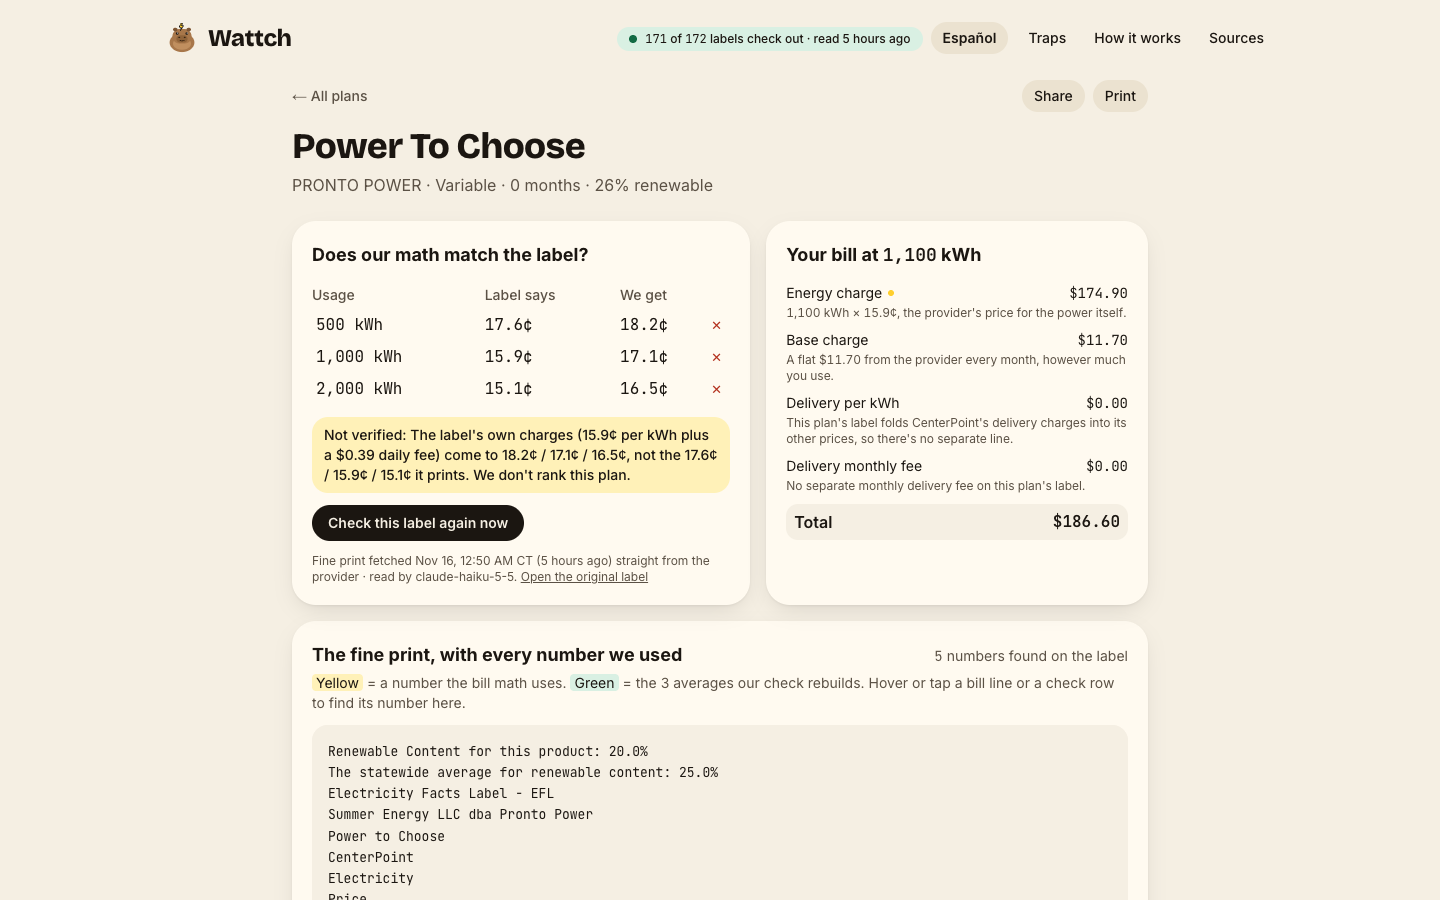 Wattch
171 of 172 labels check out · read 5 hours ago
Español
Traps
How it works
Sources
← All plans
Share
Print
Power To Choose
PRONTO POWER · Variable · 0 months · 26% renewable
Does our math match the label?
Usage Label says We get
500 kWh 17.6¢ 18.2¢ ×
1,000 kWh 15.9¢ 17.1¢ ×
2,000 kWh 15.1¢ 16.5¢ ×
Not verified: The label's own charges (15.9¢ per kWh plus
a $0.39 daily fee) come to 18.2¢ / 17.1¢ / 16.5¢, not the 17.6¢
/ 15.9¢ / 15.1¢ it prints. We don't rank this plan.
Check this label again now
Fine print fetched Nov 16, 12:50 AM CT (5 hours ago) straight from the
provider · read by claude-haiku-5-5. Open the original label
Your bill at 1,100 kWh
Energy charge $174.90
1,100 kWh × 15.9¢, the provider's price for the power itself.
Base charge $11.70
A flat $11.70 from the provider every month, however much
you use.
Delivery per kWh $0.00
This plan's label folds CenterPoint's delivery charges into its
other prices, so there's no separate line.
Delivery monthly fee $0.00
No separate monthly delivery fee on this plan's label.
Total $186.60
The fine print, with every number we used
5 numbers found on the label
Yellow = a number the bill math uses. Green = the 3 averages our check rebuilds. Hover or tap a bill line or a check row
to find its number here.
Renewable Content for this product: 20.0%
The statewide average for renewable content: 25.0%
Electricity Facts Label - EFL
Summer Energy LLC dba Pronto Power
Power to Choose
CenterPoint
Electricity
Price